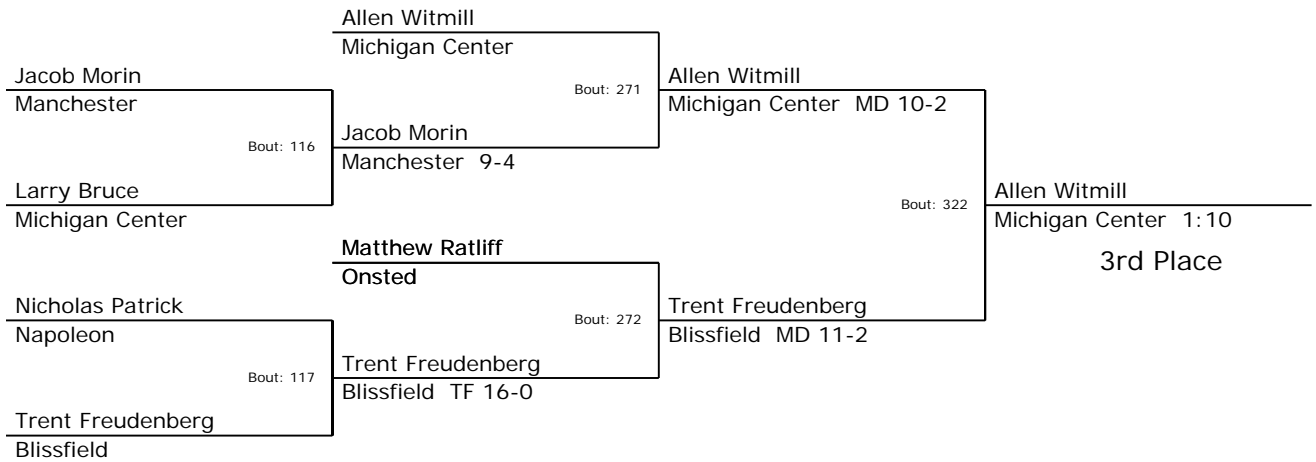 Allen Witmill
Michigan Center
Jacob Morin
Manchester
Bout: 271
Allen Witmill
Michigan Center MD 10-2
Bout: 116
Jacob Morin
Manchester 9-4
Larry Bruce
Michigan Center
Bout: 322
Allen Witmill
Michigan Center 1:10
3rd Place
Matthew Ratliff
Onsted
Nicholas Patrick
Napoleon
Bout: 272
Trent Freudenberg
Blissfield MD 11-2
Bout: 117
Trent Freudenberg
Blissfield TF 16-0
Trent Freudenberg
Blissfield